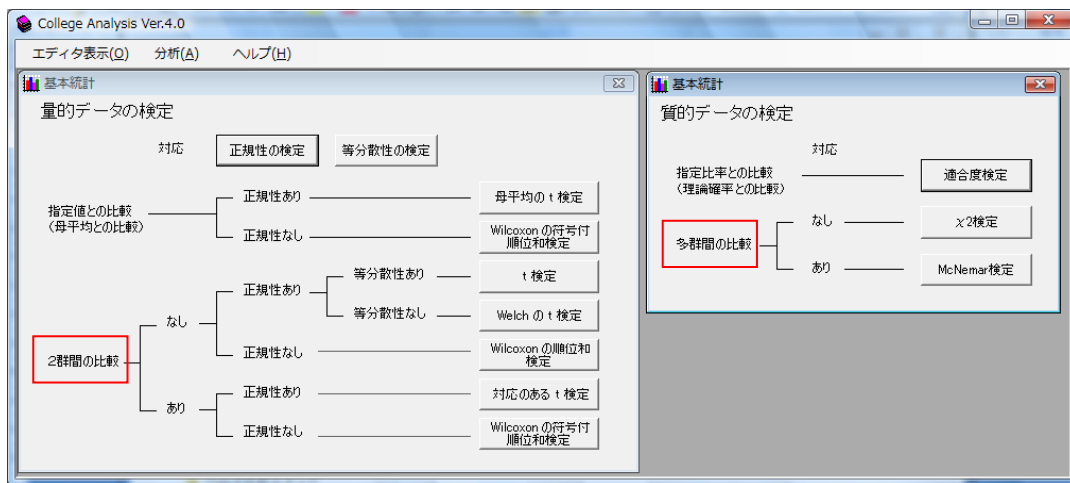 College Analysis Ver.4.0
エディタ表示(O) 分析(A) ヘルプ(H)
基本統計
量的データの検定
対応 正規性の検定 等分散性の検定
指定値との比較
(母平均との比較)
正規性あり 母平均の t 検定
正規性なし Wilcoxon の符号付
順位和検定
2群間の比較
なし
正規性あり
等分散性あり t 検定
等分散性なし Welch の t 検定
正規性なし Wilcoxon の順位和
検定
あり
正規性あり 対応のある t 検定
正規性なし Wilcoxon の符号付
順位和検定
基本統計
質的データの検定
対応
指定比率との比較
(理論確率との比較)
適合度検定
多群間の比較
なし χ2検定
あり McNemar検定